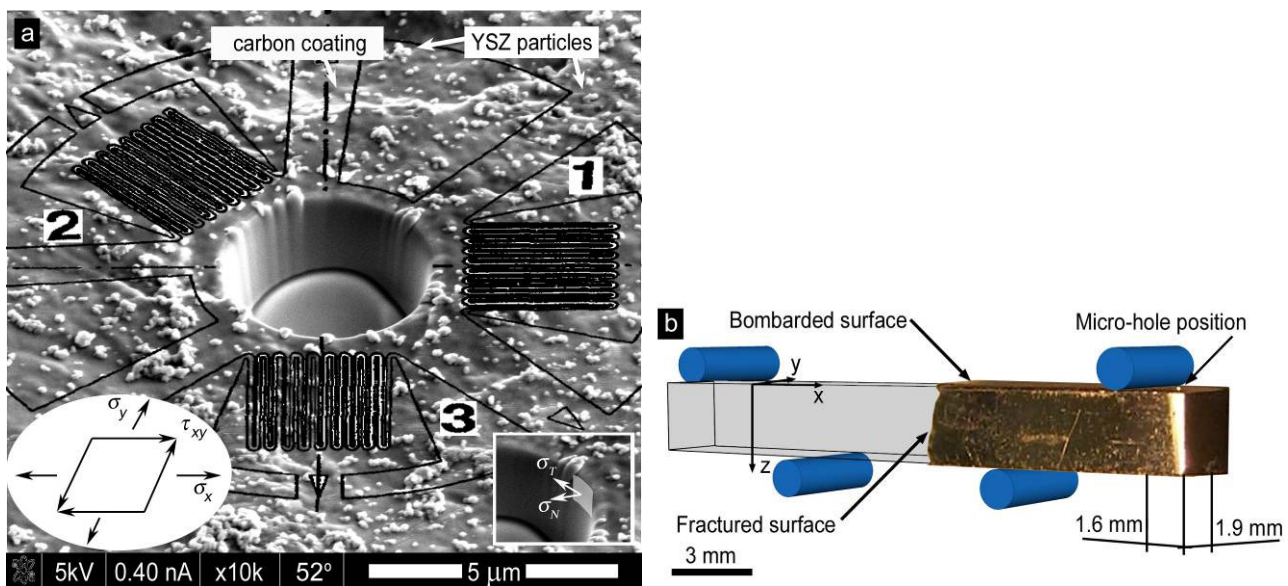 a
carbon coating
YSZ particles
1
2
3
σy
τxy
σx
σT
σN
5kV 0.40 nA x10k 52° 5 µm
b
Bombarded surface
Micro-hole position
y
x
z
Fractured surface
3 mm
1.6 mm
1.9 mm